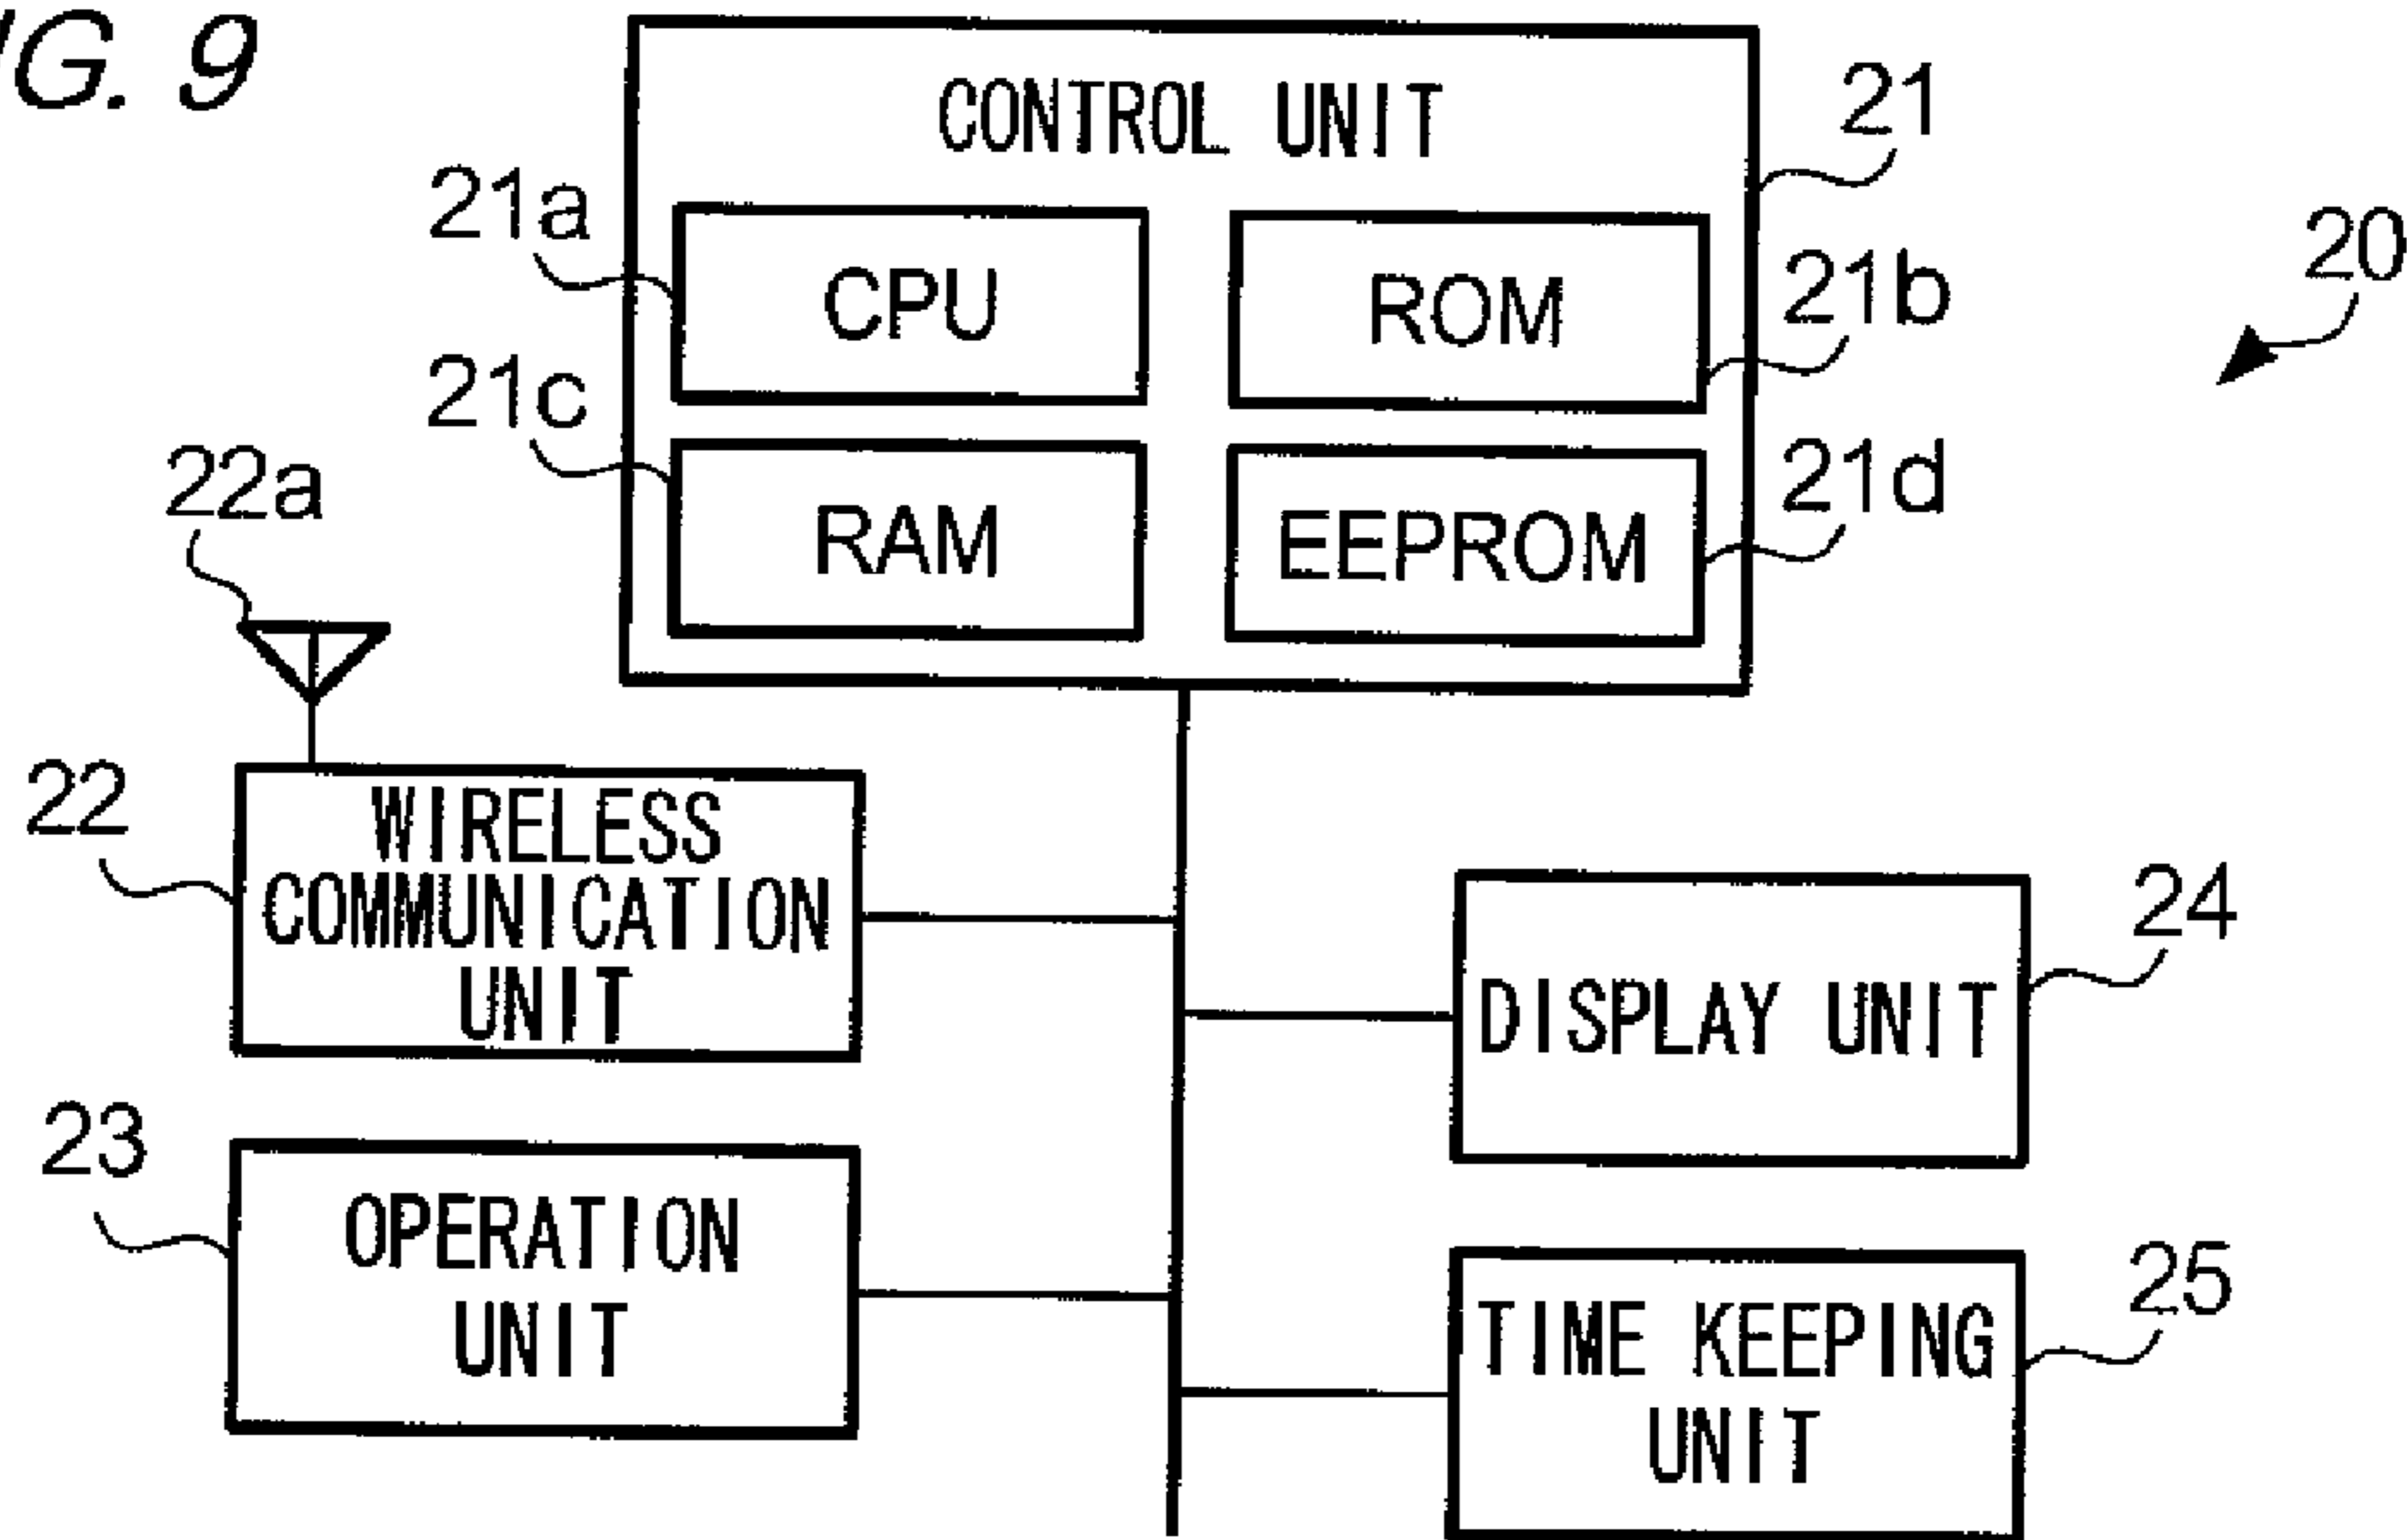 G. 9
CONTROL UNIT
21
21a
CPU
ROM
21b
20
21c
RAM
EEPROM
21d
22a
22
WIRELESS
COMMUNICATION
UNIT
24
DISPLAY UNIT
23
OPERATION
UNIT
25
TIME KEEPING
UNIT